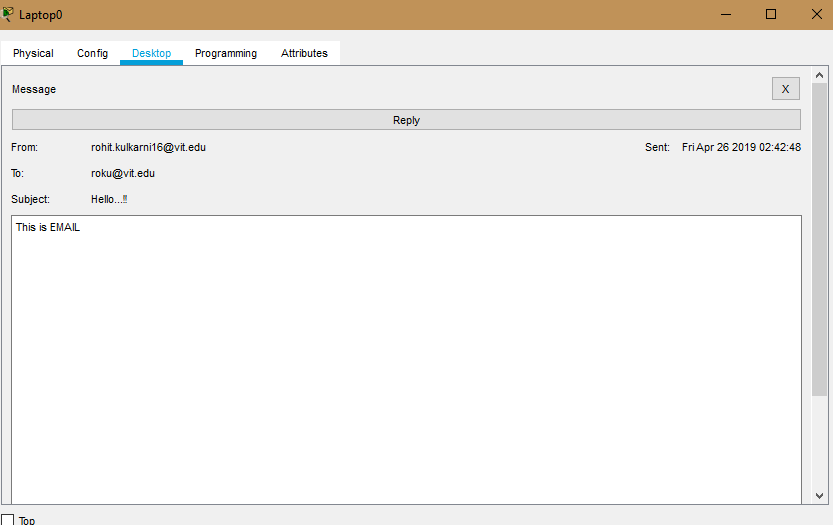 Laptop0
Physical Config Desktop Programming Attributes
Message X
Reply
From: rohit.kulkarni16@vit.edu Sent: Fri Apr 26 2019 02:42:48
To: roku@vit.edu
Subject: Hello...!!
This is EMAIL
Top